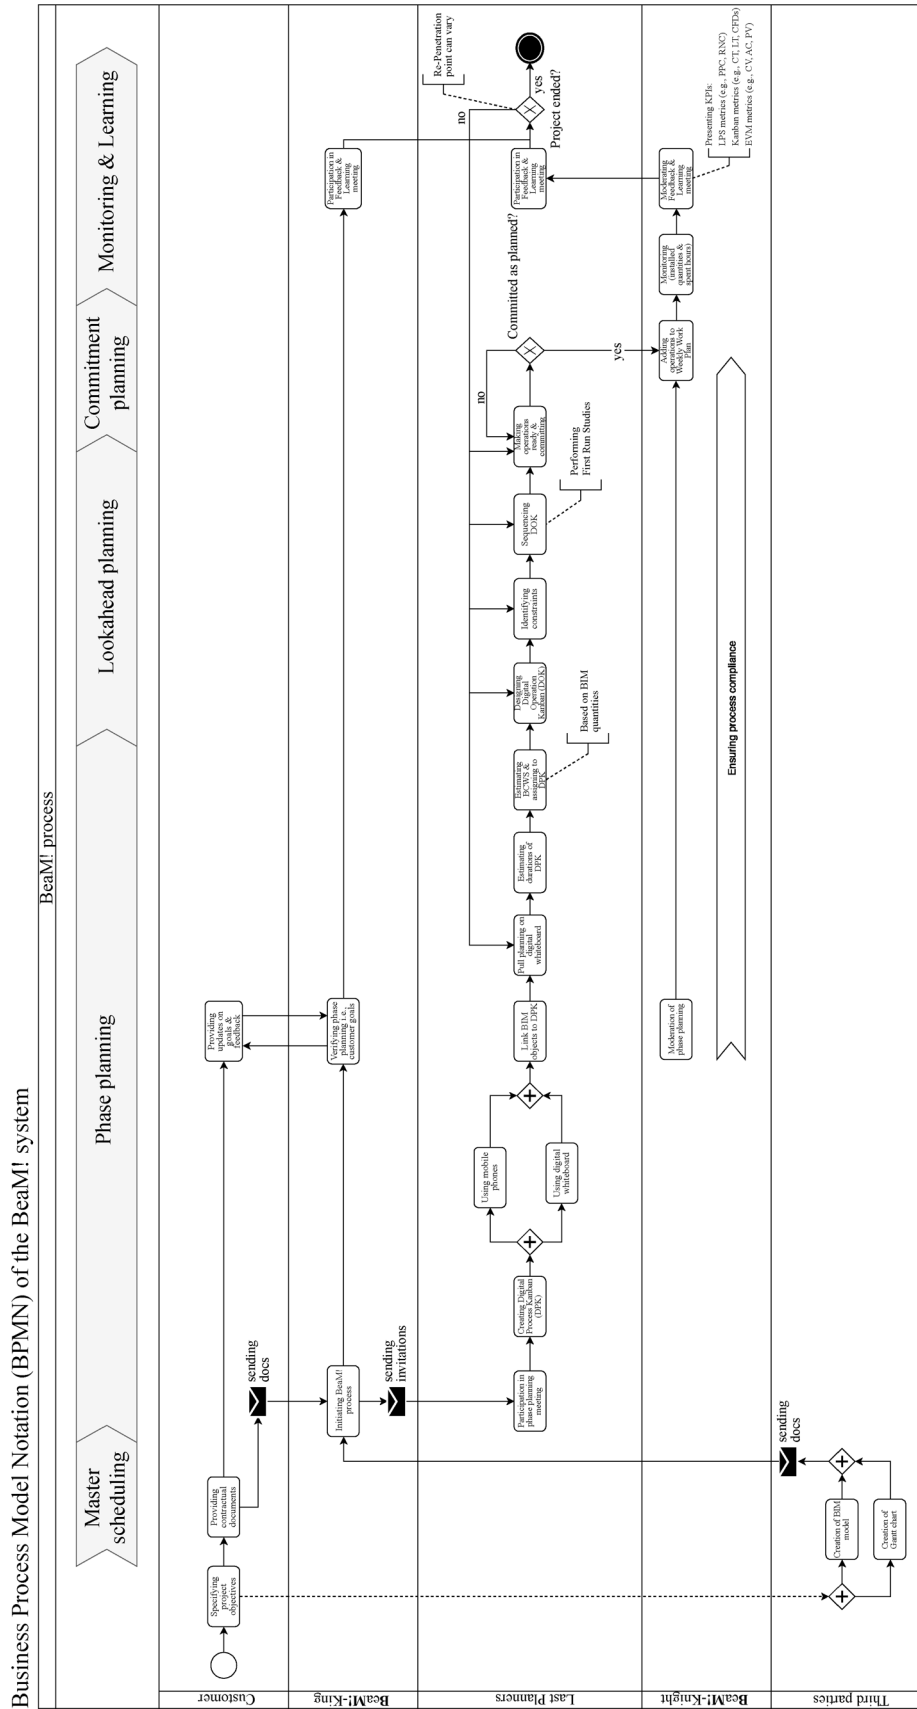 Business Process Model Notation (BPMN) of the BeaM! system
BeaM! process
Master
scheduling
Phase planning
Lookahead planning
Commitment
planning
Monitoring & Learning
Customer
Specifying
project
objectives
Providing
contractual
documents
sending
docs
Providing
updates on
goals &
feedback
BeaM!-King
Initiating BeaM!
process
sending
invitations
Verifying phase
planning i.e.,
customer goals
Participation in
Feedback &
Learning
meeting
Last Planners
Participation in
phase planning
meeting
Creating Digital
Process Kanban
(DPK)
Using mobile
phones
Using digital
whiteboard
Link BIM
objects to DPK
Pull planning on
digital
whiteboard
Estimating
durations of
DPK
Estimating
BCWS &
assigning to
DPK
Based on BIM
quantities
Designing
Digital
Operation
Kanban (DOK)
Identifying
constraints
Sequencing
DOK
Performing
First Run Studies
Making
operations
ready &
committing
no
Committed as planned?
X
yes
Participation in
Feedback &
Learning
meeting
Project ended?
X
no
yes
Re-Penetration
point can vary
BeaM!-Knight
Moderation of
phase planning
Adding
operations to
Weekly Work
Plan
Monitoring
(installed
quantities &
spent hours)
Moderating
Feedback &
Learning
meeting
Presenting KPIs:
LPS metrics (e.g., PPC, RNC)
Kanban metrics (e.g., CT, LT, CFDs)
EVM metrics (e.g., CV, AC, PV)
Ensuring process compliance
Third parties
Creation of BIM
model
Creation of
Gantt chart
sending
docs